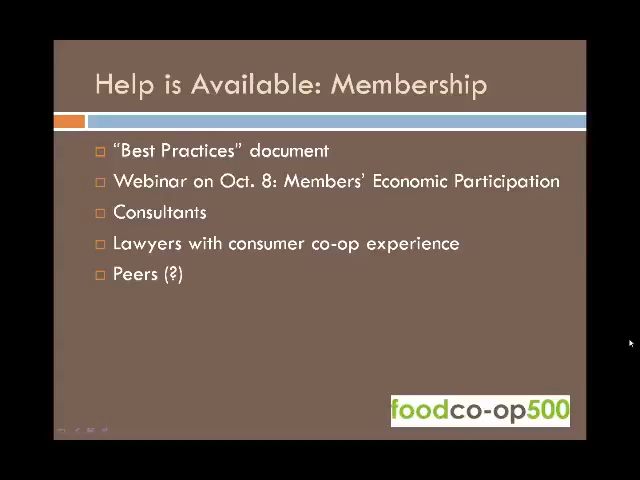 Help is Available: Membership
“Best Practices” document
Webinar on Oct. 8: Members’ Economic Participation
Consultants
Lawyers with consumer co-op experience
Peers (?)
foodco-op500